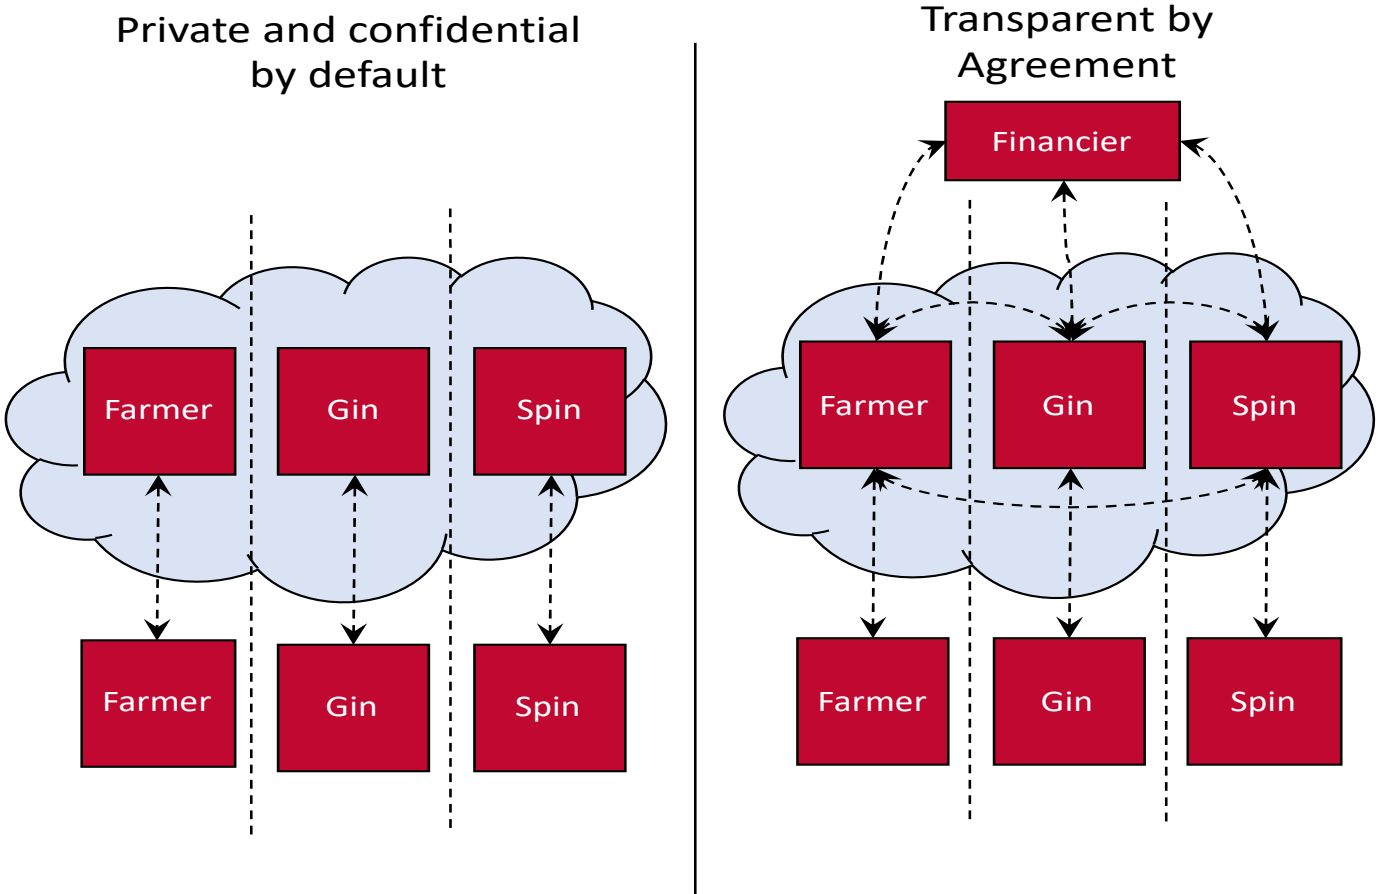 Private and confidential
by default
Farmer
Gin
Spin
Farmer
Gin
Spin
Transparent by
Agreement
Financier
Farmer
Gin
Spin
Farmer
Gin
Spin